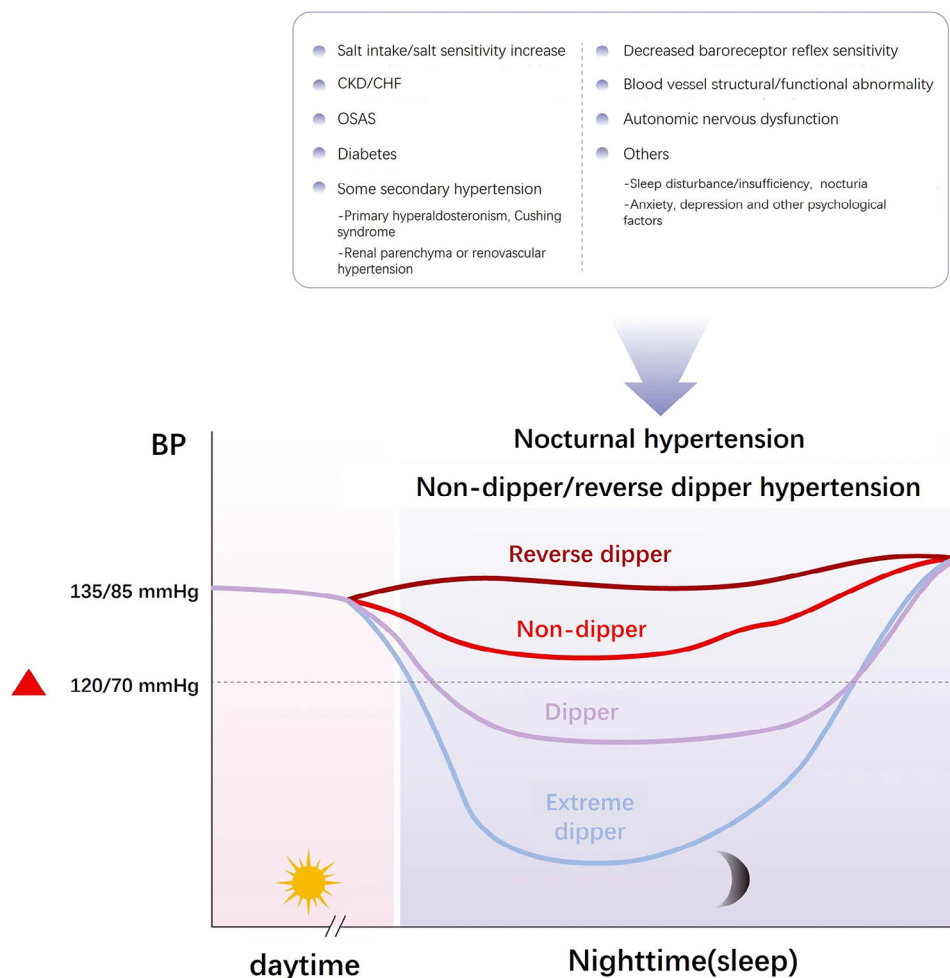 Salt intake/salt sensitivity increase
CKD/CHF
OSAS
Diabetes
Some secondary hypertension
-Primary hyperaldosteronism, Cushing
syndrome
-Renal parenchyma or renovascular
hypertension
Decreased baroreceptor reflex sensitivity
Blood vessel structural/functional abnormality
Autonomic nervous dysfunction
Others
-Sleep disturbance/insufficiency, nocturia
-Anxiety, depression and other psychological
factors
BP
Nocturnal hypertension
Non-dipper/reverse dipper hypertension
Reverse dipper
135/85 mmHg
Non-dipper
120/70 mmHg
Dipper
Extreme
dipper
daytime
Nighttime(sleep)